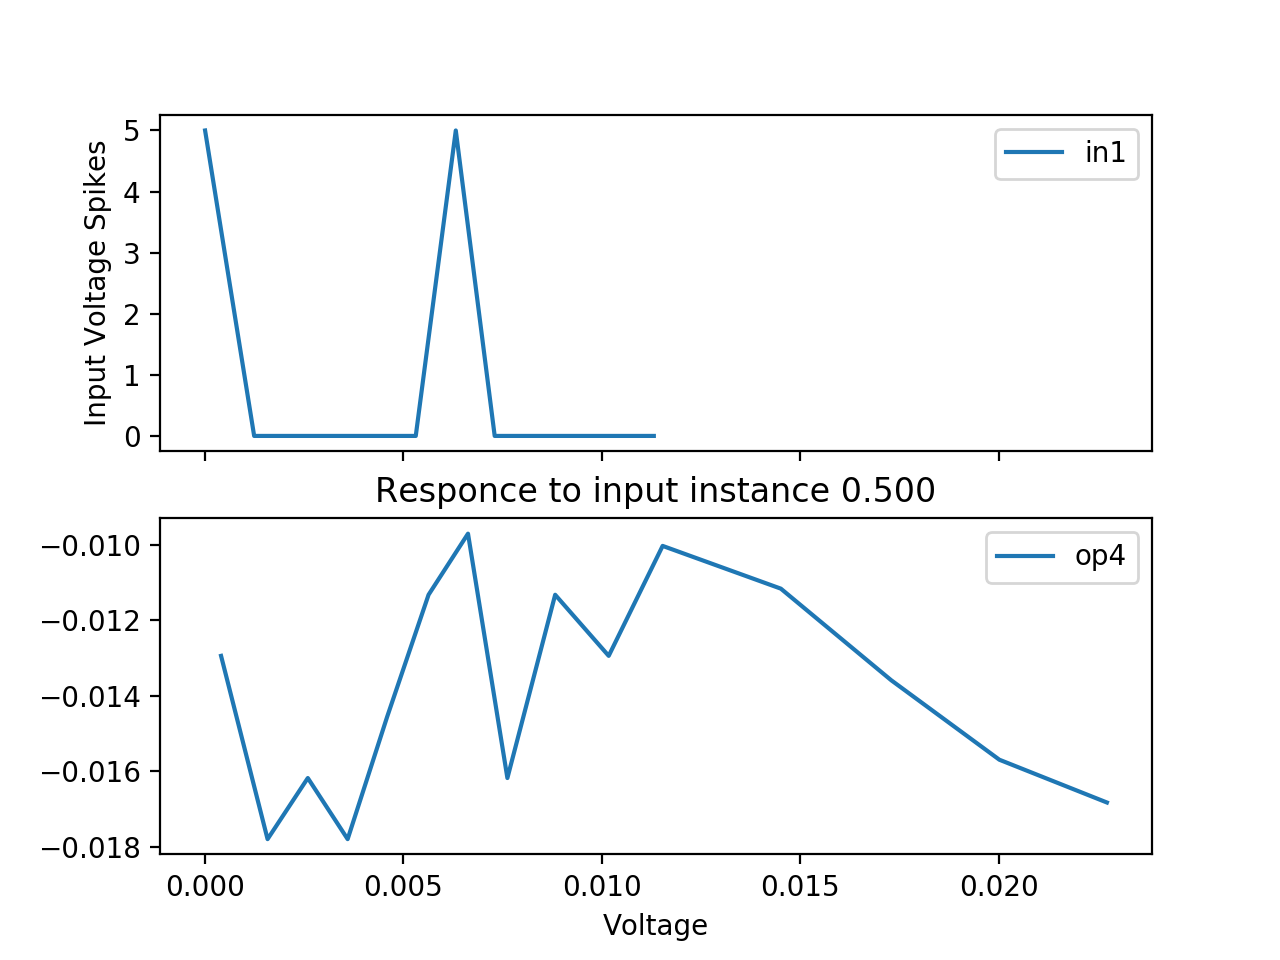 5
4
3
2
1
0
Input Voltage Spikes
in1
Responce to input instance 0.500
−0.010
−0.012
−0.014
−0.016
−0.018
op4
0.000 0.005 0.010 0.015 0.020
Voltage